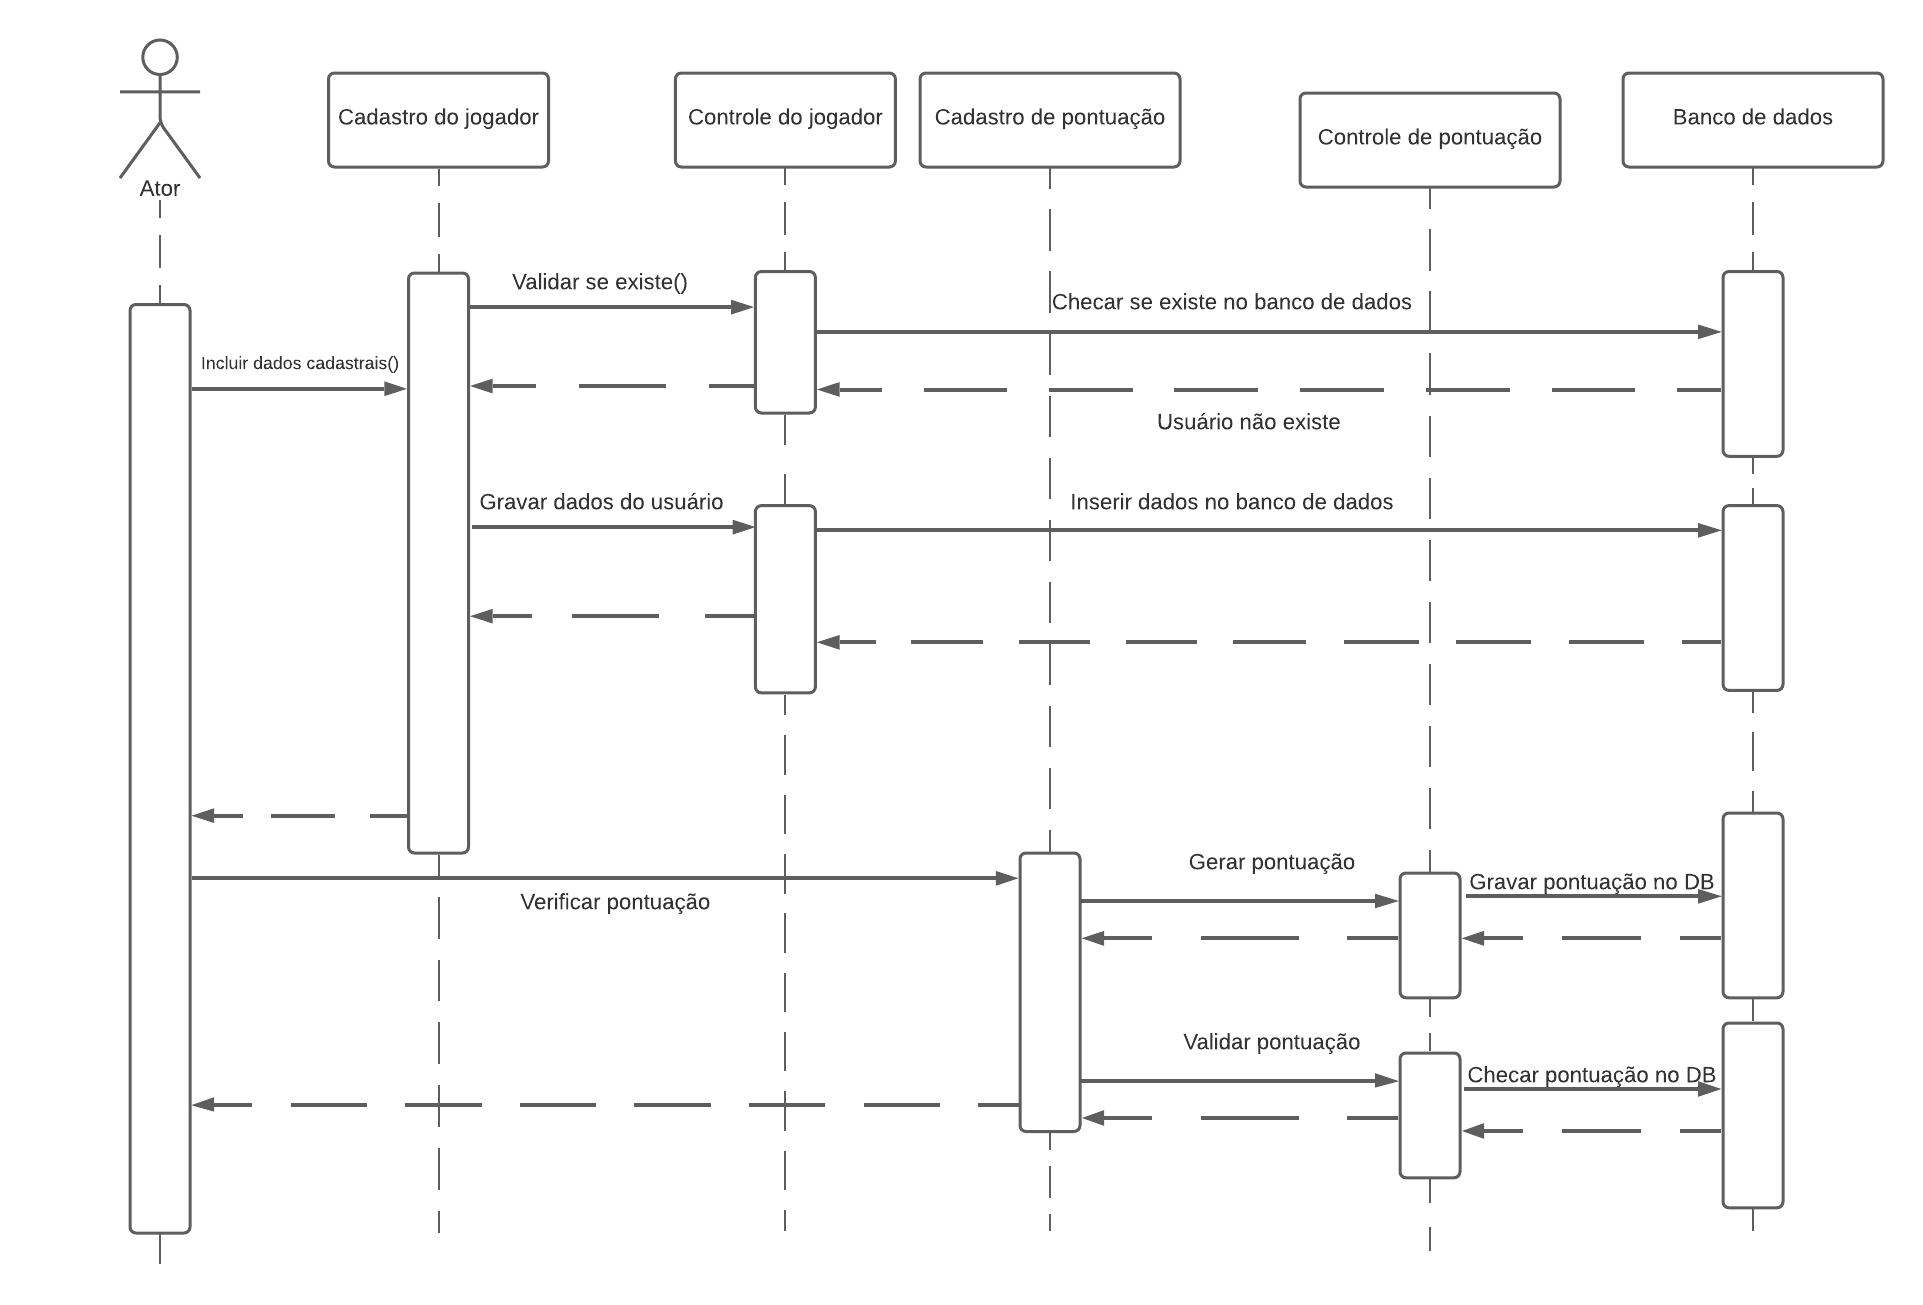 Ator
Cadastro do jogador
Controle do jogador
Cadastro de pontuação
Controle de pontuação
Banco de dados
Validar se existe()
Checar se existe no banco de dados
Incluir dados cadastrais()
Usuário não existe
Gravar dados do usuário
Inserir dados no banco de dados
Gerar pontuação
Gravar pontuação no DB
Verificar pontuação
Validar pontuação
Checar pontuação no DB